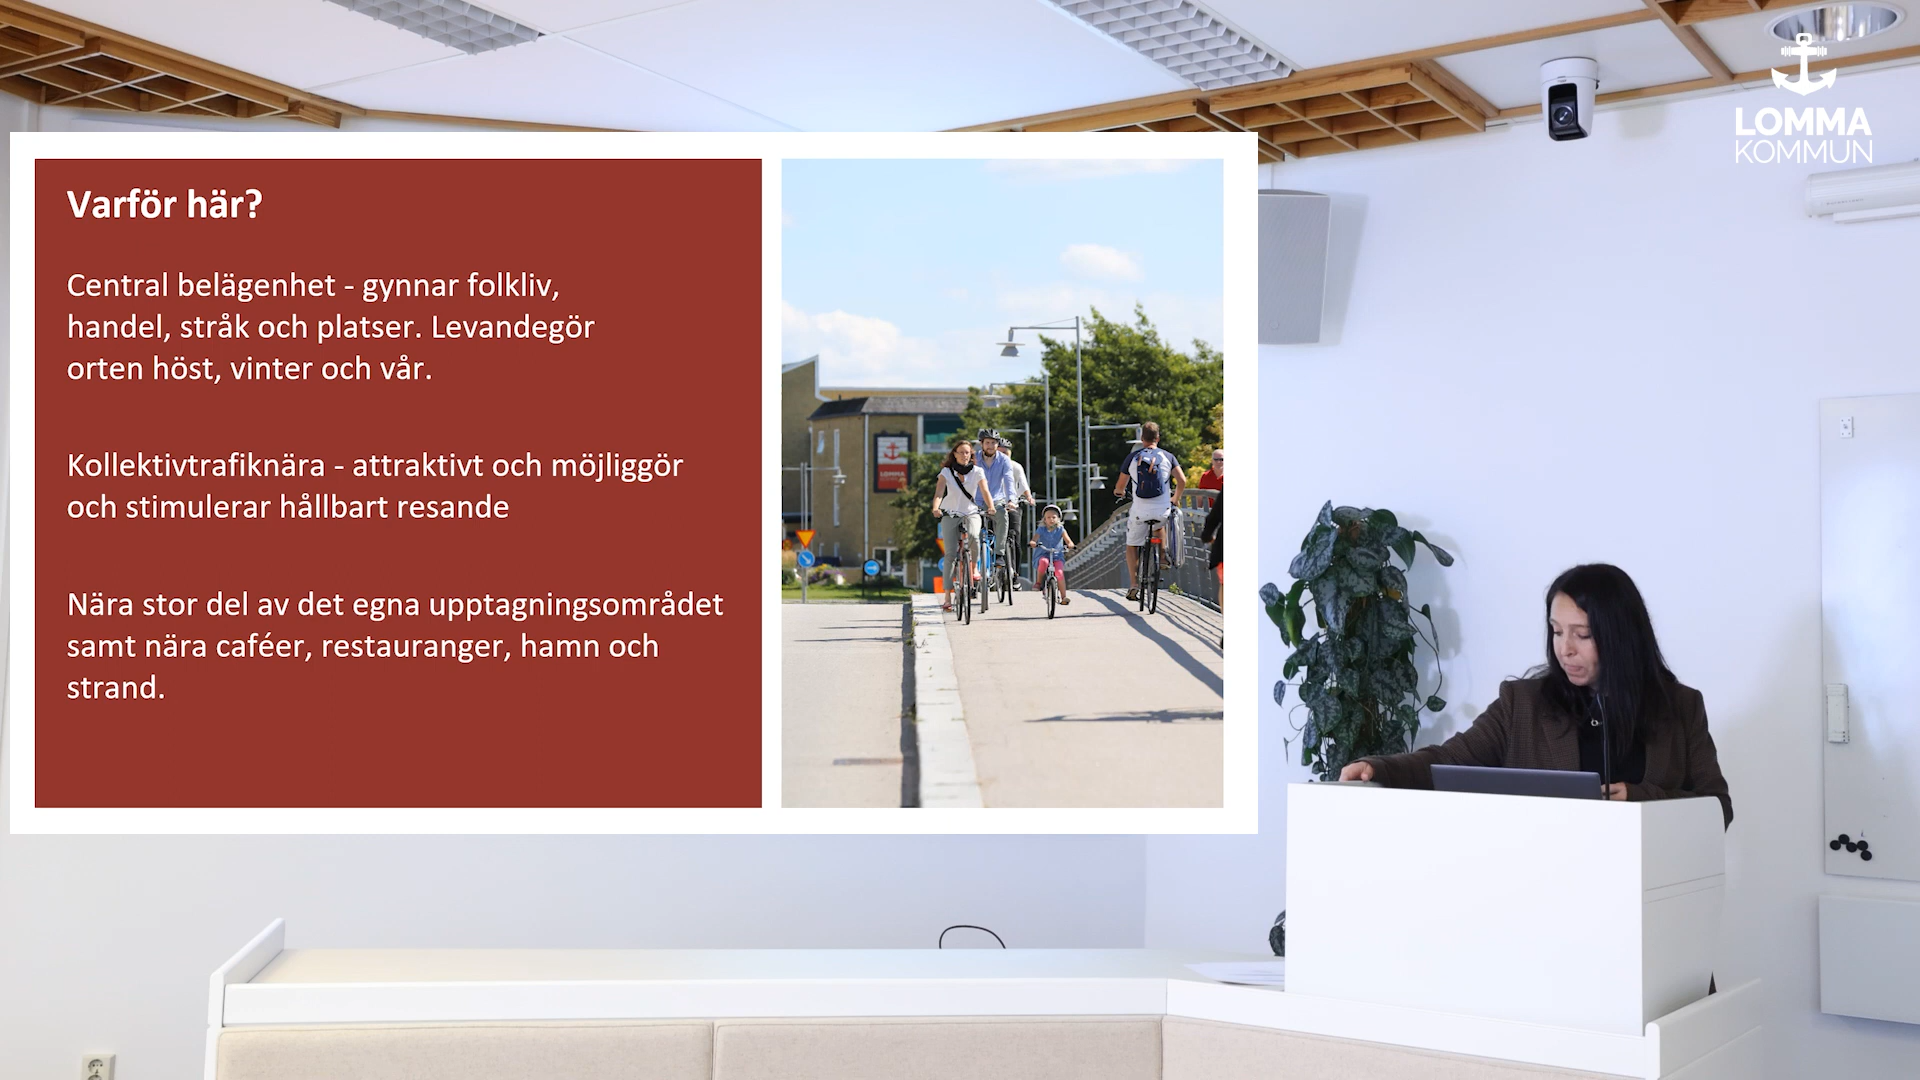 LOMMA
KOMMUN
Varför här?
Central belägenhet - gynnar folkliv,
handel, stråk och platser. Levandegör
orten höst, vinter och vår.
Kollektivtrafiknära - attraktivt och möjliggör
och stimulerar hållbart resande
Nära stor del av det egna upptagningsområdet
samt nära caféer, restauranger, hamn och
strand.
LOMMA